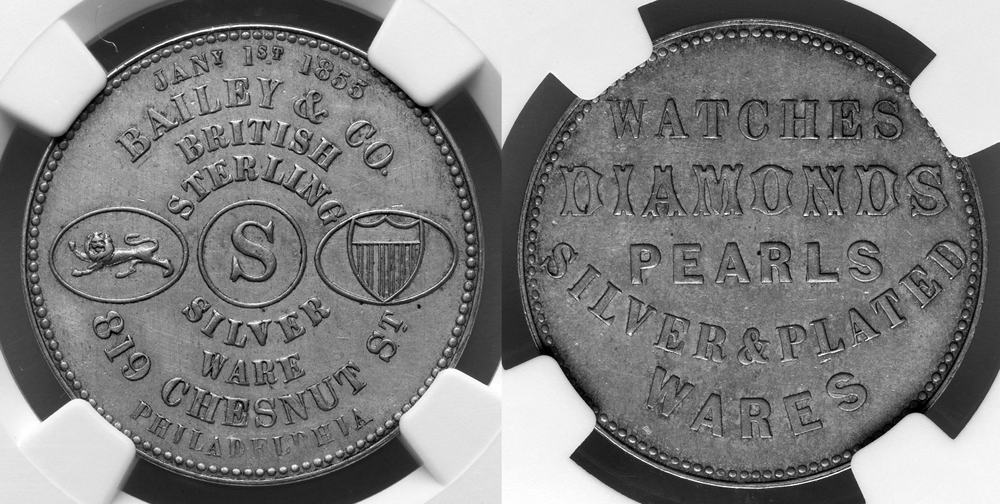 JANY 1ST 1855
BAILEY & CO.
BRITISH
STERLING
S
SILVER
WARE
819 CHESNUT ST
PHILADELPHIA
WATCHES
DIAMONDS
PEARLS
SILVER & PLATED
WARES